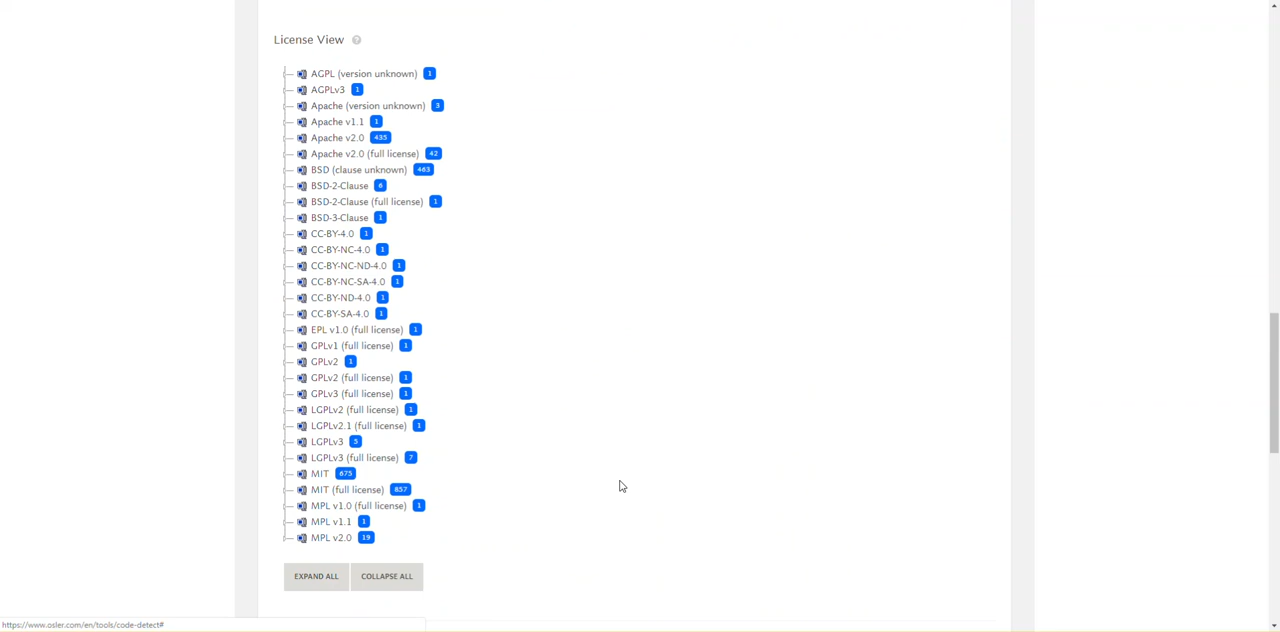 License View ?
AGPL (version unknown) 1
AGPLv3 1
Apache (version unknown) 3
Apache v1.1 1
Apache v2.0 435
Apache v2.0 (full license) 42
BSD (clause unknown) 463
BSD-2-Clause 6
BSD-2-Clause (full license) 1
BSD-3-Clause 1
CC-BY-4.0 1
CC-BY-NC-4.0 1
CC-BY-NC-ND-4.0 1
CC-BY-NC-SA-4.0 1
CC-BY-ND-4.0 1
CC-BY-SA-4.0 1
EPL v1.0 (full license) 1
GPLv1 (full license) 1
GPLv2 1
GPLv2 (full license) 1
GPLv3 (full license) 1
LGPLv2 (full license) 1
LGPLv2.1 (full license) 1
LGPLv3 5
LGPLv3 (full license) 7
MIT 675
MIT (full license) 857
MPL v1.0 (full license) 1
MPL v1.1 1
MPL v2.0 19
EXPAND ALL COLLAPSE ALL
https://www.osler.com/en/tools/code-detect#